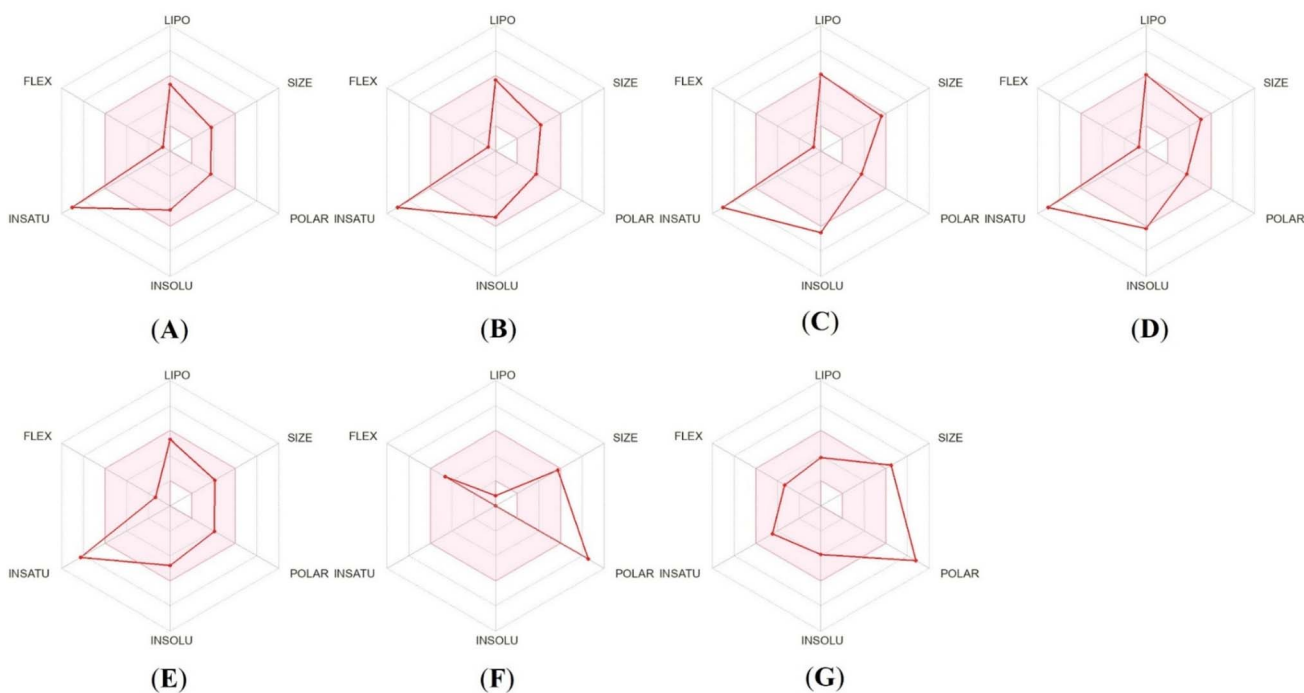 LIPO LIPO LIPO LIPO
FLEX SIZE FLEX SIZE FLEX SIZE FLEX SIZE
INSATU POLAR INSATU POLAR INSATU POLAR INSATU POLAR
INSOLU INSOLU INSOLU INSOLU
(A) (B) (C) (D)
LIPO LIPO LIPO
FLEX SIZE FLEX SIZE FLEX SIZE
INSATU POLAR INSATU POLAR INSATU POLAR
INSOLU INSOLU INSOLU
(E) (F) (G)